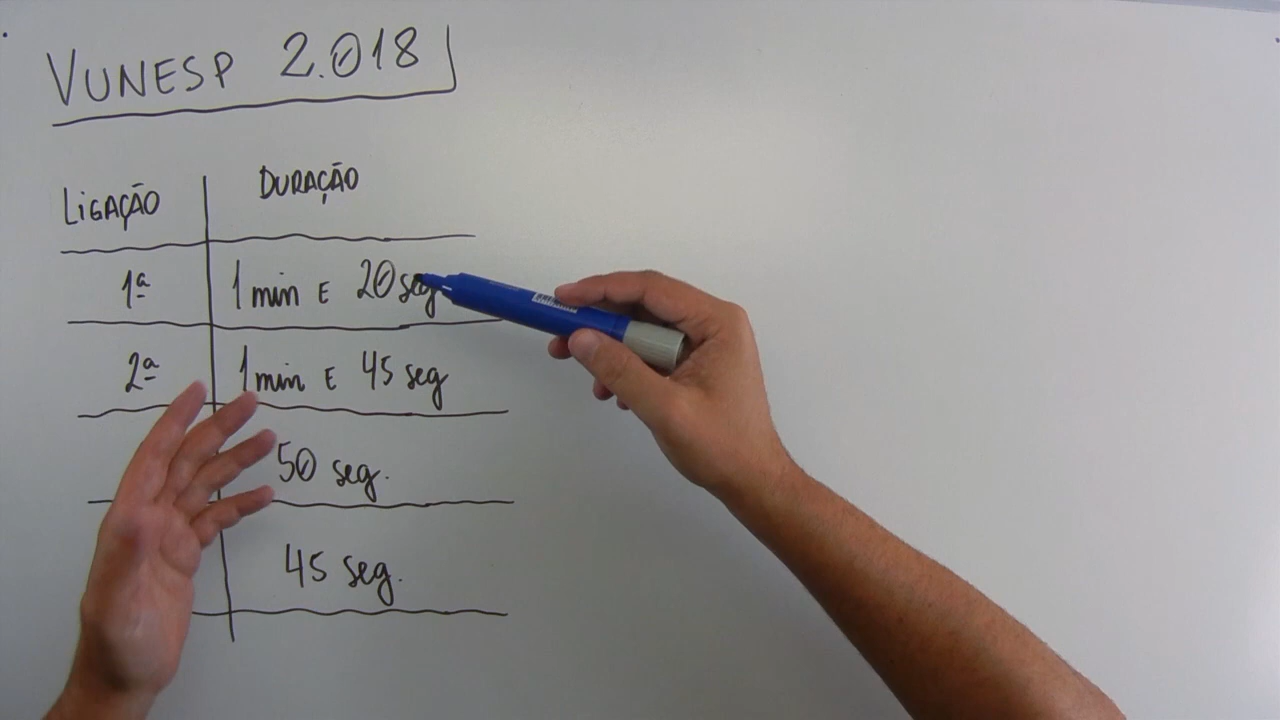 VUNESP 2.018
LIGAÇÃO DURAÇÃO
1ª 1 min E 20 seg
2ª 1 min E 45 seg
50 seg.
45 seg.